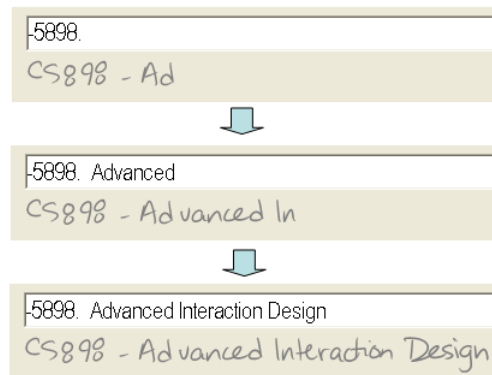 -5898.
CS898 - Ad
-5898. Advanced
CS898 - Advanced In
-5898. Advanced Interaction Design
CS898 - Advanced Interaction Design